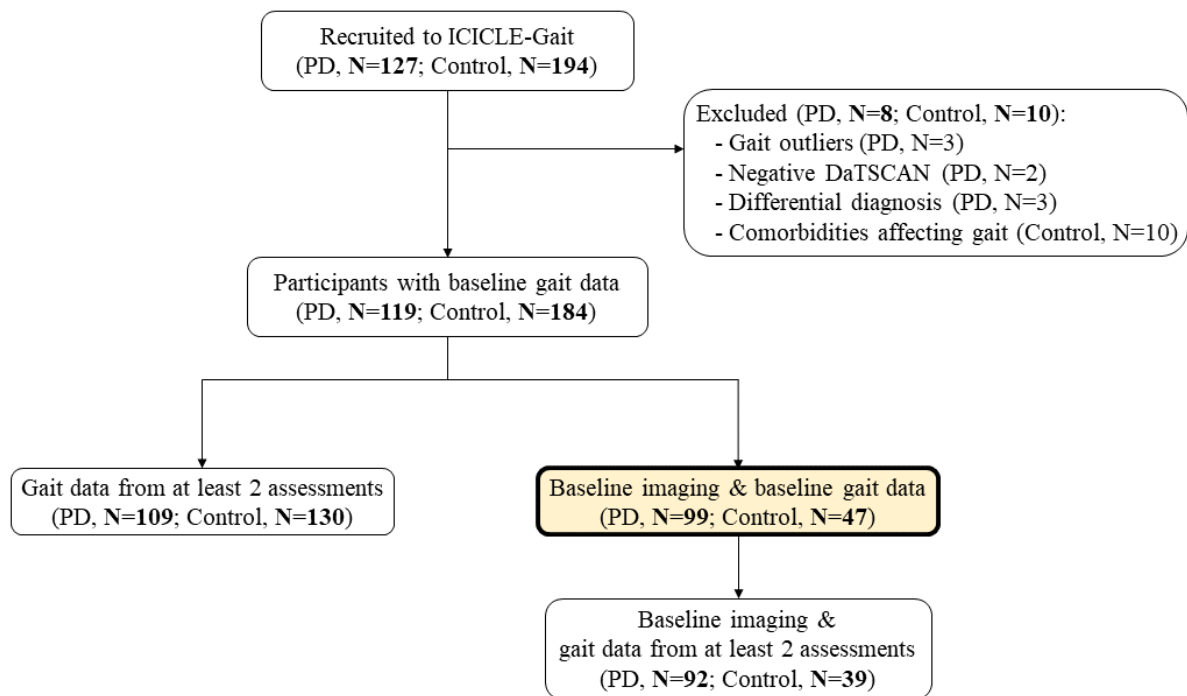 Recruited to ICICLE-Gait
(PD, N=127; Control, N=194)
Excluded (PD, N=8; Control, N=10):
- Gait outliers (PD, N=3)
- Negative DaTSCAN (PD, N=2)
- Differential diagnosis (PD, N=3)
- Comorbidities affecting gait (Control, N=10)
Participants with baseline gait data
(PD, N=119; Control, N=184)
Gait data from at least 2 assessments
(PD, N=109; Control, N=130)
Baseline imaging & baseline gait data
(PD, N=99; Control, N=47)
Baseline imaging &
gait data from at least 2 assessments
(PD, N=92; Control, N=39)